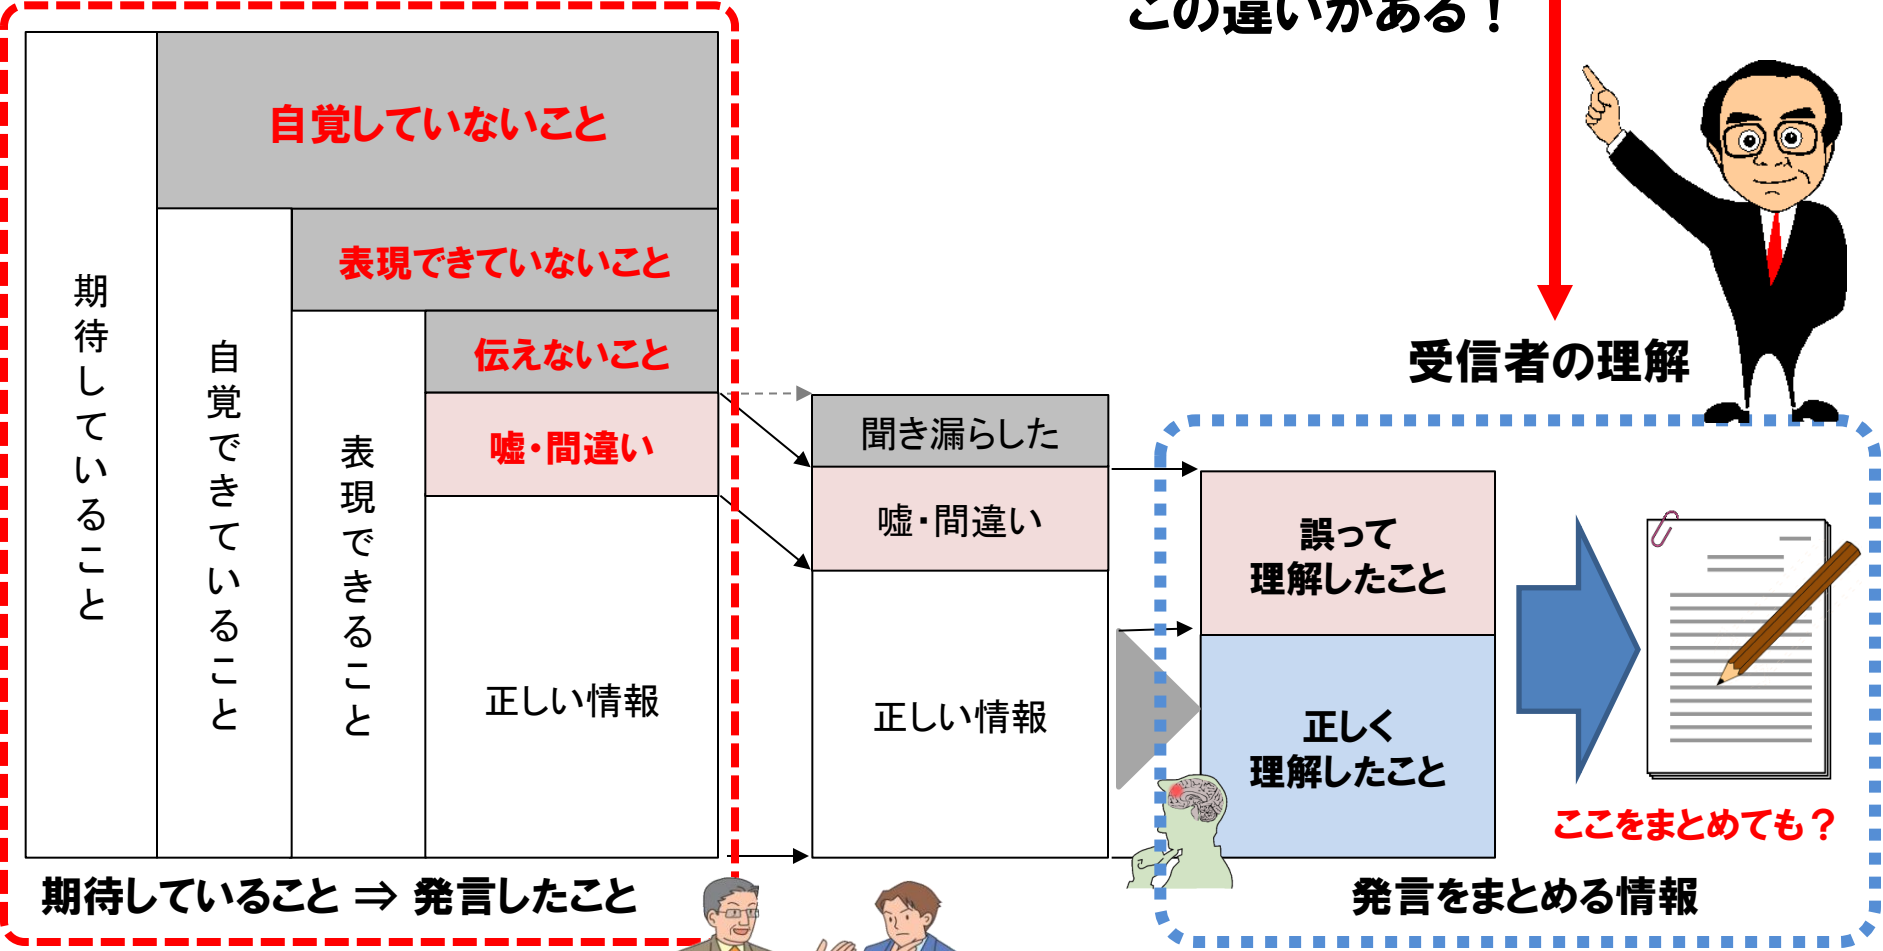 この違いがある！
自覚していないこと
表現できていないこと
伝えないこと
嘘・間違い
正しい情報
期待していること
自覚できていること
表現できること
期待していること ⇒ 発言したこと
聞き漏らした
嘘・間違い
正しい情報
受信者の理解
誤って
理解したこと
正しく
理解したこと
ここをまとめても？
発言をまとめる情報